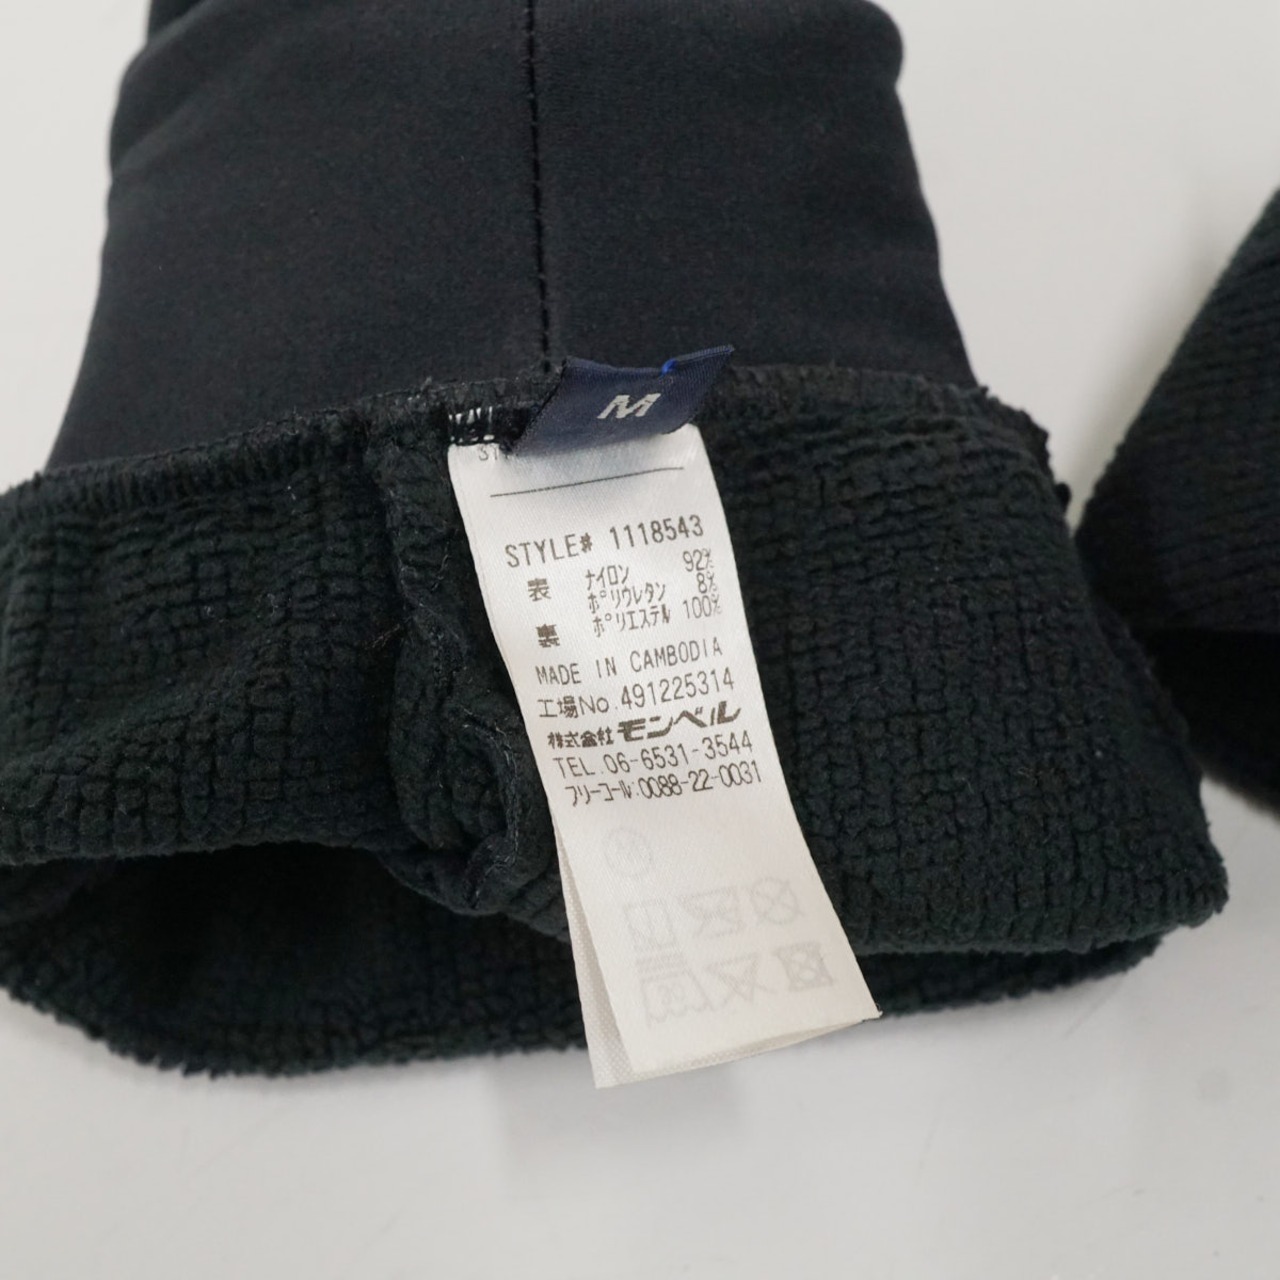 M
STYLE# 1118543
表 ナイロン 92%
ポリウレタン 8%
裏 ポリエステル 100%
MADE IN CAMBODIA
工場No.491225314
株式会社モンベル
TEL.06-6531-3544
フリーコール:0088-22-0031